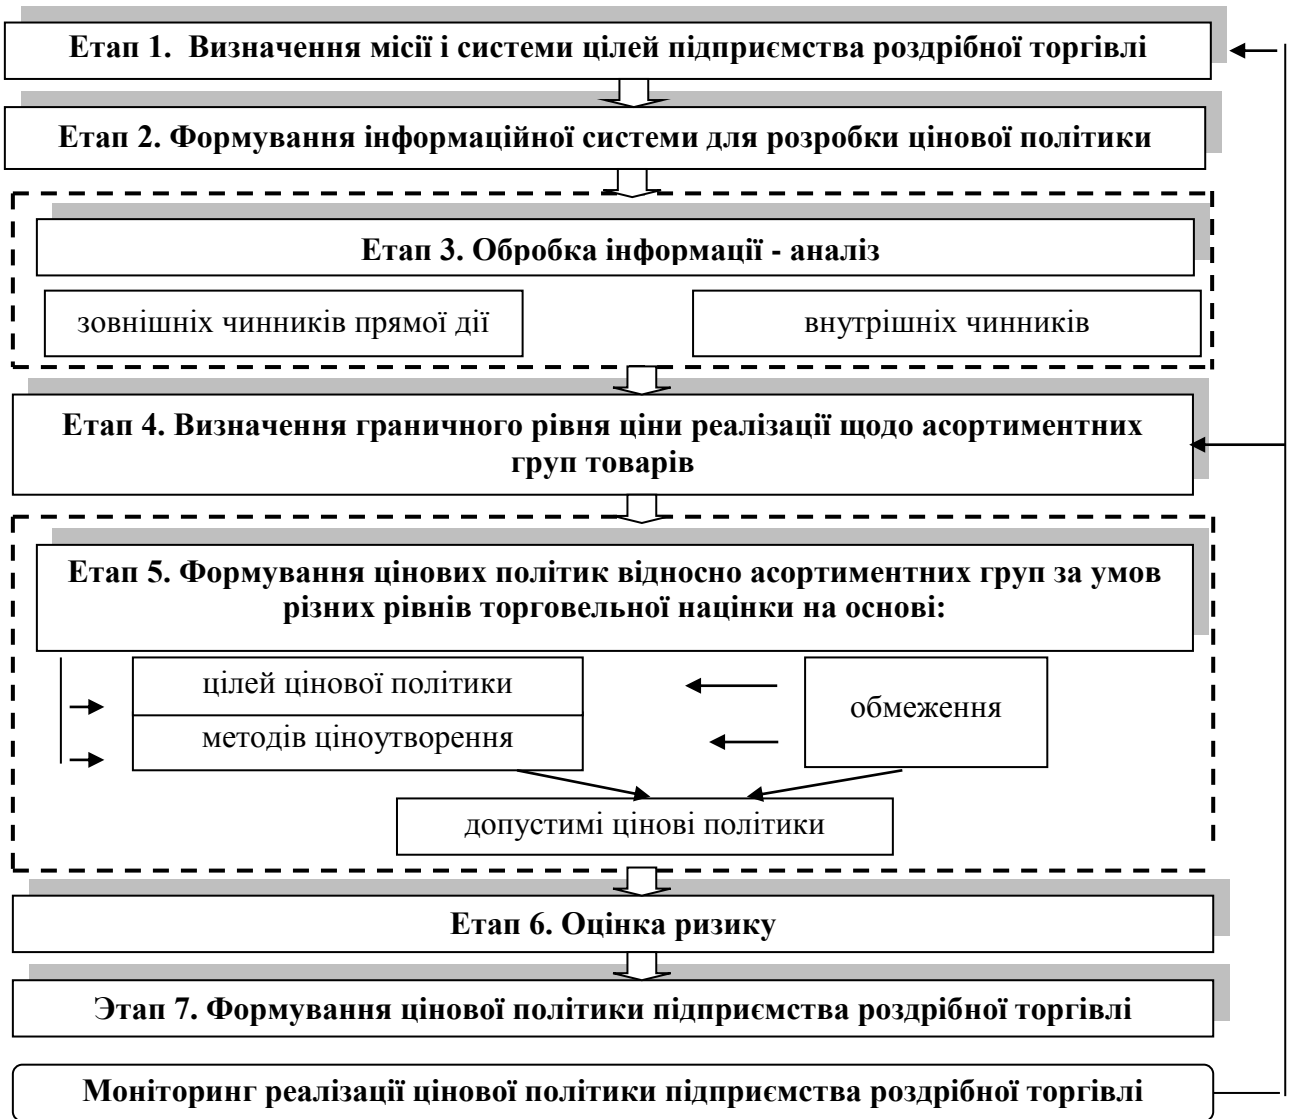 Етап 1. Визначення місії і системи цілей підприємства роздрібної торгівлі
Етап 2. Формування інформаційної системи для розробки цінової політики
Етап 3. Обробка інформації - аналіз
зовнішніх чинників прямої дії
внутрішніх чинників
Етап 4. Визначення граничного рівня ціни реалізації щодо асортиментних
груп товарів
Етап 5. Формування цінових політик відносно асортиментних груп за умов
різних рівнів торговельної націнки на основі:
цілей цінової політики
методів ціноутворення
обмеження
допустимі цінові політики
Етап 6. Оцінка ризику
Этап 7. Формування цінової політики підприємства роздрібної торгівлі
Моніторинг реалізації цінової політики підприємства роздрібної торгівлі